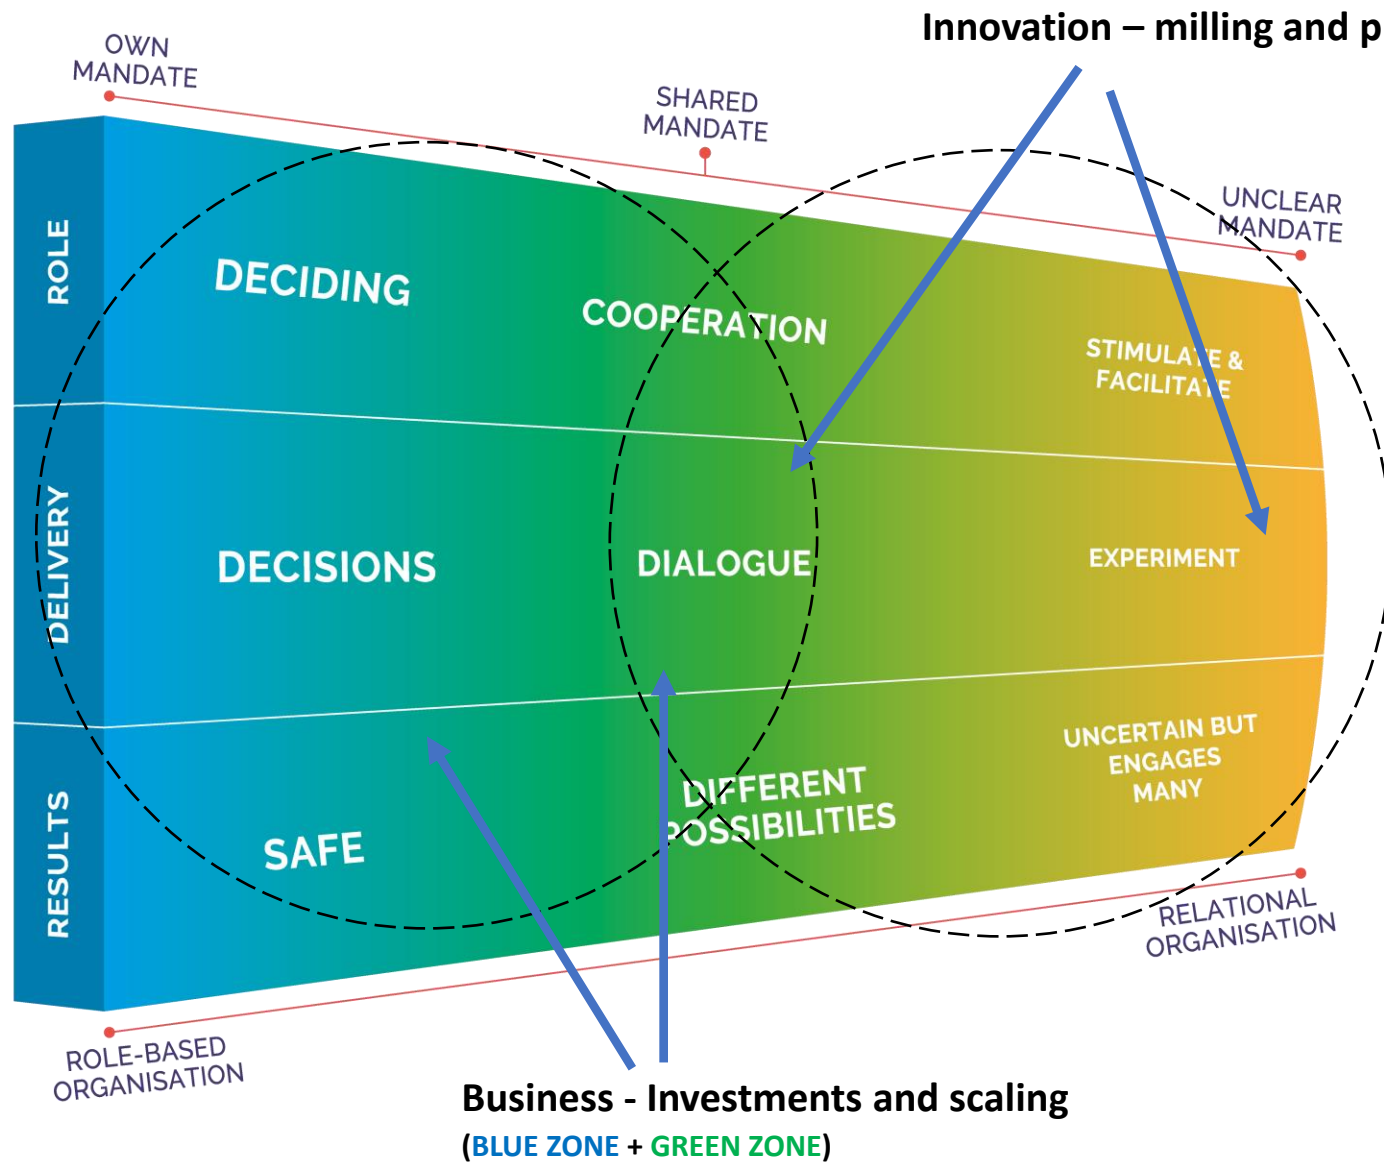 Innovation – milling and p
OWN
MANDATE
SHARED
MANDATE
UNCLEAR
MANDATE
ROLE
DECIDING
COOPERATION
STIMULATE &
FACILITATE
DELIVERY
DECISIONS
DIALOGUE
EXPERIMENT
RESULTS
SAFE
DIFFERENT
POSSIBILITIES
UNCERTAIN BUT
ENGAGES
MANY
RELATIONAL
ORGANISATION
ROLE-BASED
ORGANISATION
Business - Investments and scaling
(BLUE ZONE + GREEN ZONE)